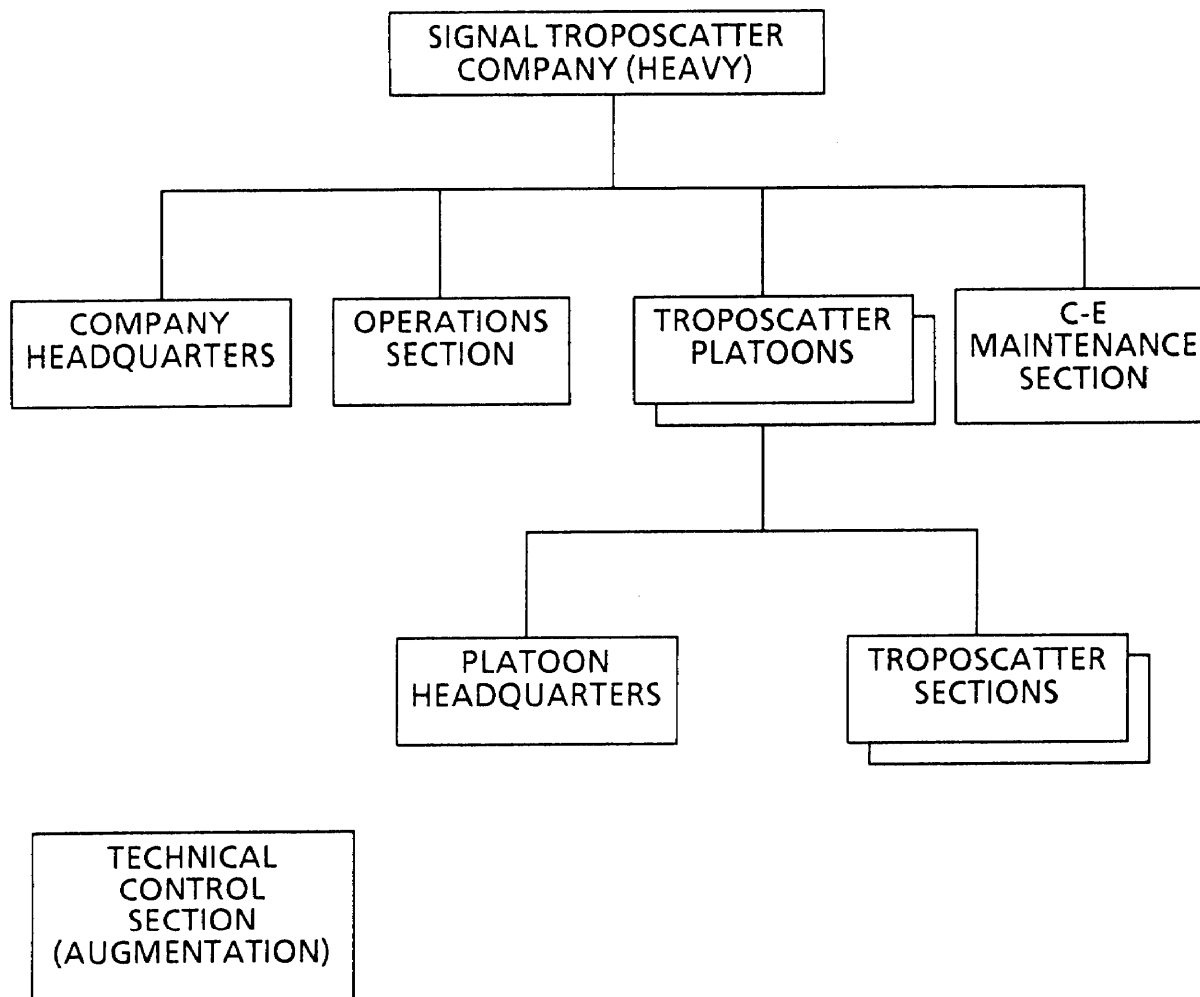 SIGNAL TROPOSCATTER
COMPANY (HEAVY)
COMPANY
HEADQUARTERS
OPERATIONS
SECTION
TROPOSCATTER
PLATOONS
C-E
MAINTENANCE
SECTION
PLATOON
HEADQUARTERS
TROPOSCATTER
SECTIONS
TECHNICAL
CONTROL
SECTION
(AUGMENTATION)